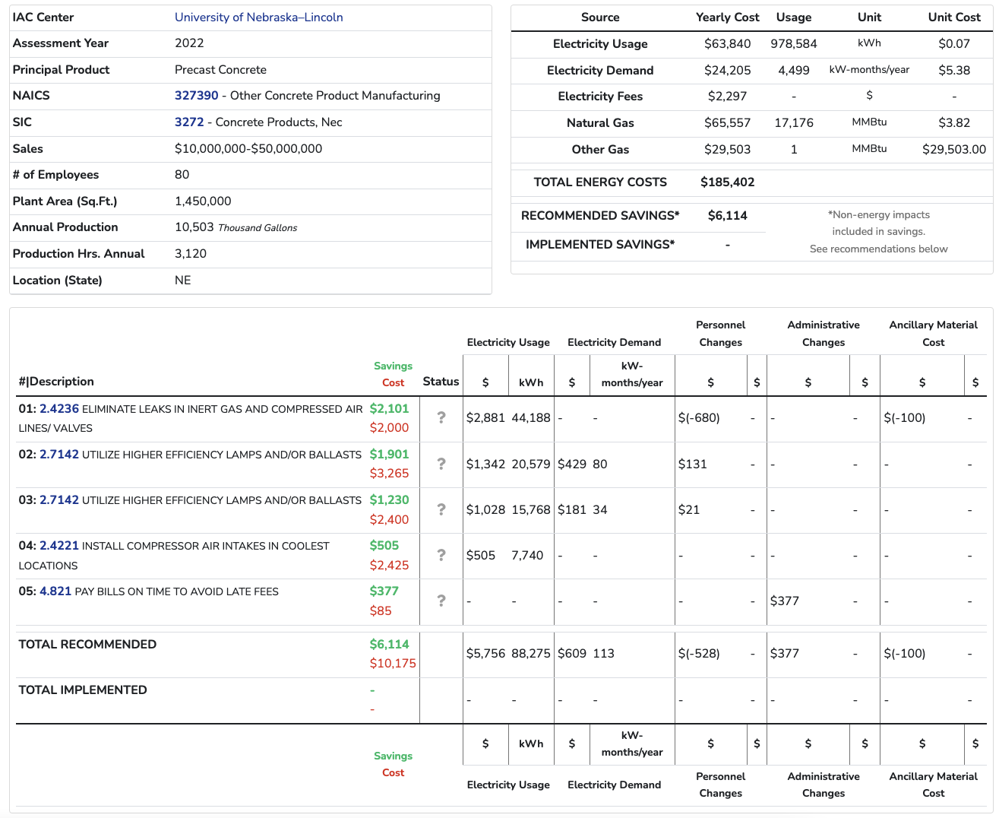 IAC Center University of Nebraska–Lincoln
Assessment Year 2022
Principal Product Precast Concrete
NAICS 327390 - Other Concrete Product Manufacturing
SIC 3272 - Concrete Products, Nec
Sales $10,000,000-$50,000,000
# of Employees 80
Plant Area (Sq.Ft.) 1,450,000
Annual Production 10,503 Thousand Gallons
Production Hrs. Annual 3,120
Location (State) NE
Source Yearly Cost Usage Unit Unit Cost
Electricity Usage $63,840 978,584 kWh $0.07
Electricity Demand $24,205 4,499 kW-months/year $5.38
Electricity Fees $2,297 - $ -
Natural Gas $65,557 17,176 MMBtu $3.82
Other Gas $29,503 1 MMBtu $29,503.00
TOTAL ENERGY COSTS $185,402
RECOMMENDED SAVINGS* $6,114
IMPLEMENTED SAVINGS* -
*Non-energy impacts
included in savings.
See recommendations below
Personnel Administrative Ancillary Material
Electricity Usage Electricity Demand Changes Changes Cost
Savings kW-
#|Description Cost Status $ kWh $ months/year $ $ $ $ $ $
01: 2.4236 ELIMINATE LEAKS IN INERT GAS AND COMPRESSED AIR $2,101
LINES/ VALVES $2,000 ? $2,881 44,188 - - $(-680) - - - $(-100) -
02: 2.7142 UTILIZE HIGHER EFFICIENCY LAMPS AND/OR BALLASTS $1,901
$3,265 ? $1,342 20,579 $429 80 $131 - - - - -
03: 2.7142 UTILIZE HIGHER EFFICIENCY LAMPS AND/OR BALLASTS $1,230
$2,400 ? $1,028 15,768 $181 34 $21 - - - - -
04: 2.4221 INSTALL COMPRESSOR AIR INTAKES IN COOLEST $505
LOCATIONS $2,425 ? $505 7,740 - - - - - - - -
05: 4.821 PAY BILLS ON TIME TO AVOID LATE FEES $377
$85 ? - - - - - - $377 - - -
TOTAL RECOMMENDED $6,114
$10,175 $5,756 88,275 $609 113 $(-528) - $377 - $(-100) -
TOTAL IMPLEMENTED -
- - - - - - - - - - -
$ kWh $ kW-
months/year $ $ $ $ $ $
Savings
Cost
Electricity Usage Electricity Demand Personnel Administrative Ancillary Material
Changes Changes Cost